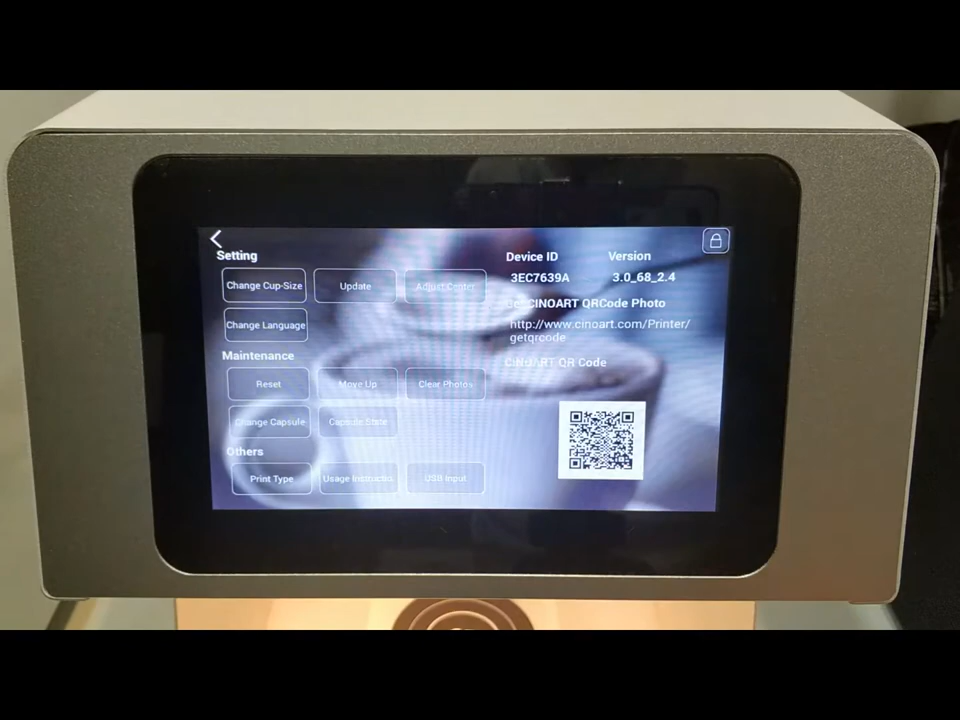 Setting
Change Cup-Size
Update
Adjust Center
Change Language
Maintenance
Reset
Move Up
Clear Photos
Change Capsule
Capsule State
Others
Print Type
Usage Instructio
USB Input
Device ID
Version
3EC7639A
3.0_68_2.4
Get CINOART QRCode Photo
http://www.cinoart.com/Printer/
getqrcode
CINOART QR Code